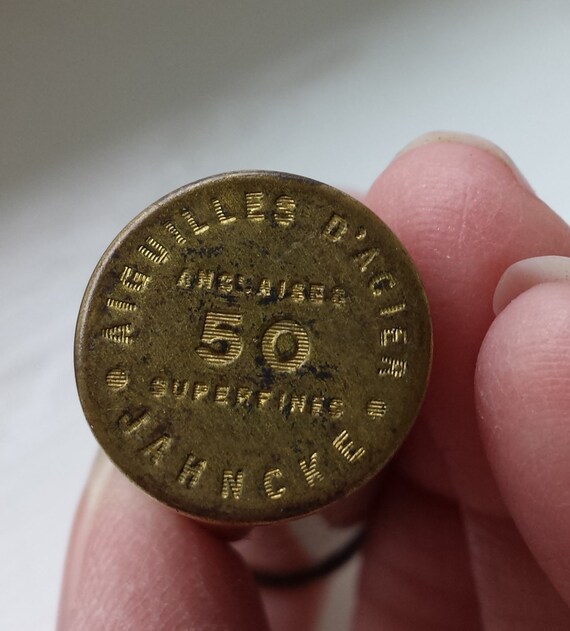 AIGUILLES D'ACIER
ANGLAISES
50
SUPERFINES
JAHNCKE